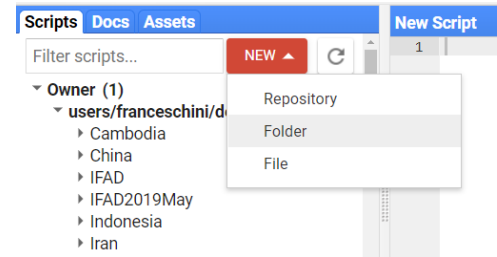 Scripts Docs Assets New Script
Filter scripts... NEW 1
Owner (1)
users/franceschini/d
Repository
Cambodia
Folder
China
IFAD
File
IFAD2019May
Indonesia
Iran